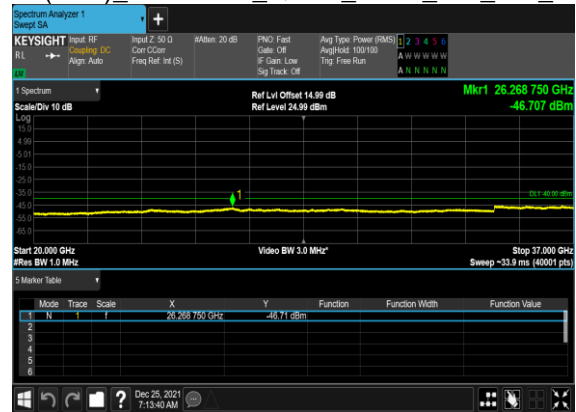 Spectrum Analyzer 1
Swept SA
+
KEYSIGHT Input: RF Input Z: 50 Ω #Atten: 20 dB PNO: Fast Avg Type: Power (RMS) 1 2 3 4 5 6
RL Coupling: DC Corr CCorr Gate: Off Avg|Hold: 100/100 A W W W W W
Align: Auto Freq Ref: Int (S) IF Gain: Low Trig: Free Run
Sig Track: Off A N N N N N
1 Spectrum Ref Lvl Offset 14.99 dB Mkr1 26.268 750 GHz
Scale/Div 10 dB Ref Level 24.99 dBm -46.707 dBm
Log
15.0
4.99
-5.01
-15.0
-25.0
-35.0 1 DL1 -40.00 dBm
-45.0
-55.0
-65.0
Start 20.000 GHz Video BW 3.0 MHz* Stop 37.000 GHz
#Res BW 1.0 MHz Sweep ~33.9 ms (40001 pts)
5 Marker Table
Mode Trace Scale X Y Function Function Width Function Value
1 N 1 f 26.268 750 GHz -46.71 dBm
2
3
4
5
6
? Dec 25, 2021
7:13:40 AM